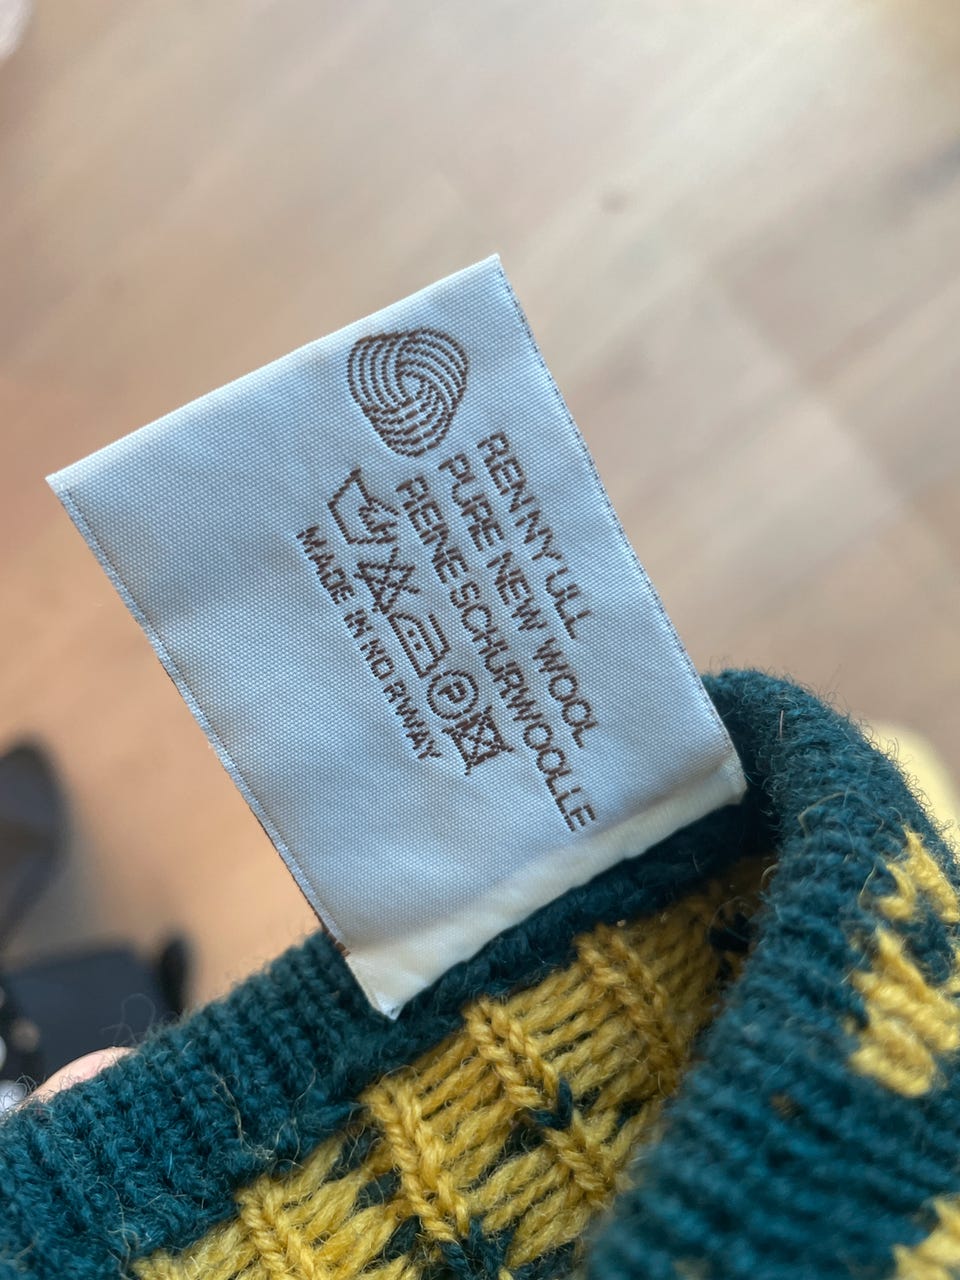 REN NY ULL
PURE NEW WOOL
REINE SCHURWOLLE
P
MADE IN NORWAY